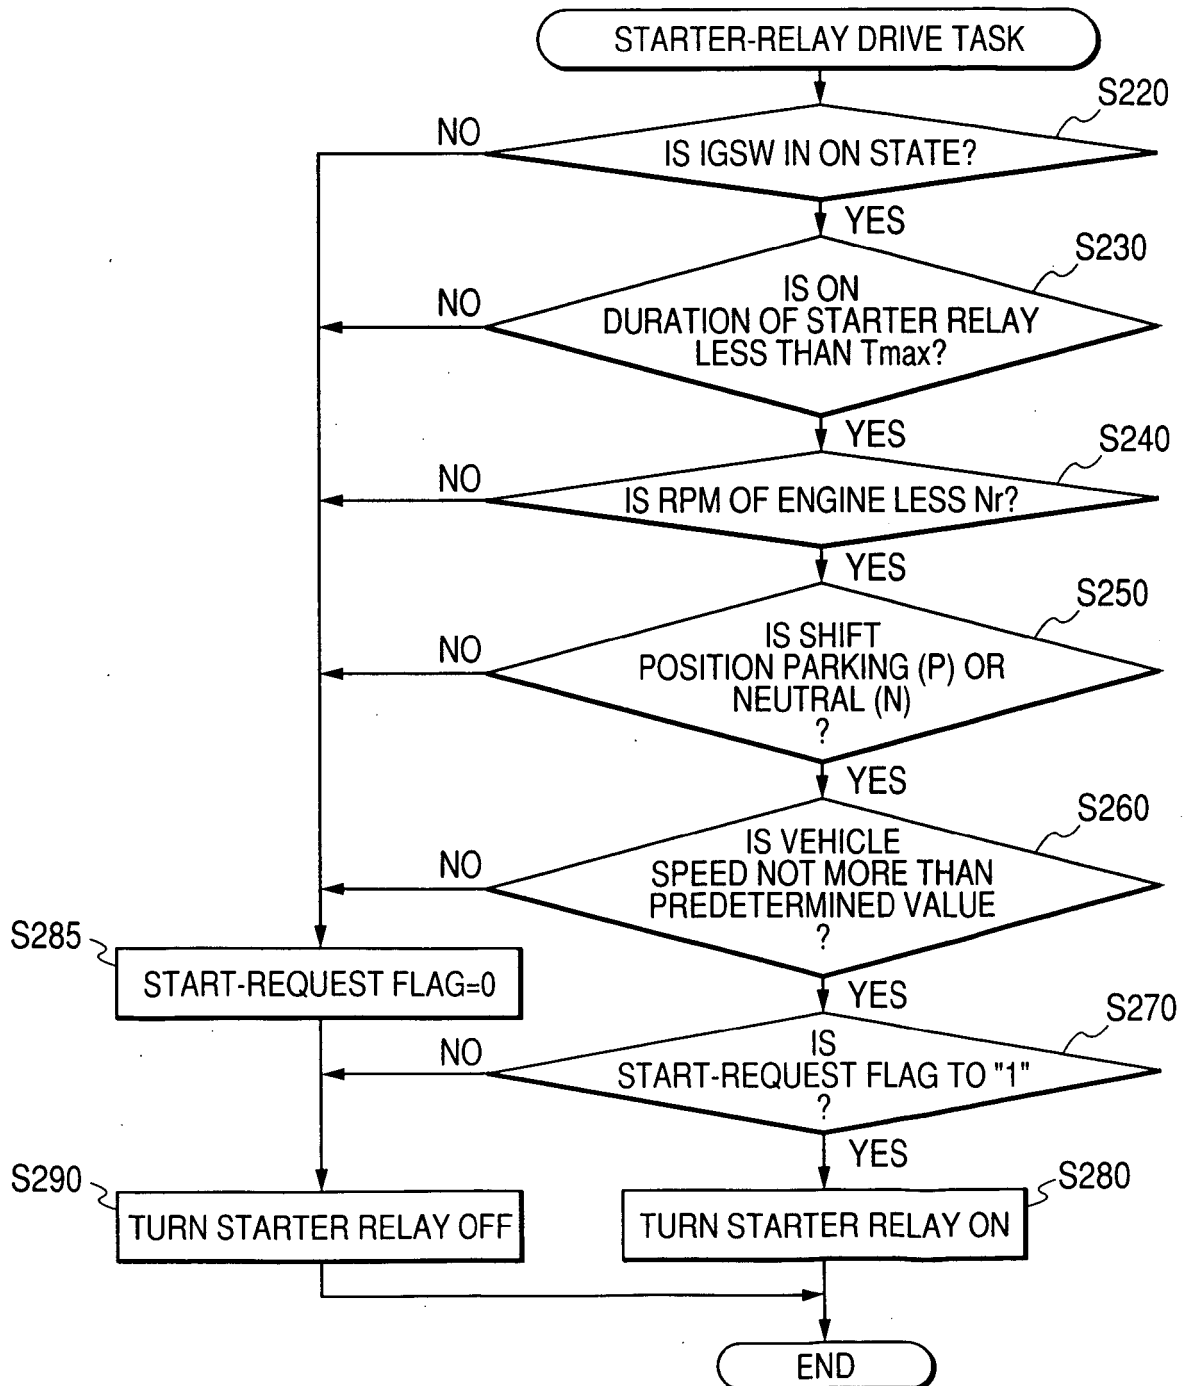 STARTER-RELAY DRIVE TASK
S220
NO
IS IGSW IN ON STATE?
YES
S230
NO
IS ON
DURATION OF STARTER RELAY
LESS THAN Tmax?
YES
S240
NO
IS RPM OF ENGINE LESS Nr?
YES
S250
NO
IS SHIFT
POSITION PARKING (P) OR
NEUTRAL (N)
?
YES
S260
NO
IS VEHICLE
SPEED NOT MORE THAN
PREDETERMINED VALUE
?
S285
START-REQUEST FLAG=0
YES
S270
NO
IS
START-REQUEST FLAG TO "1"
?
YES
S290
TURN STARTER RELAY OFF
S280
TURN STARTER RELAY ON
END